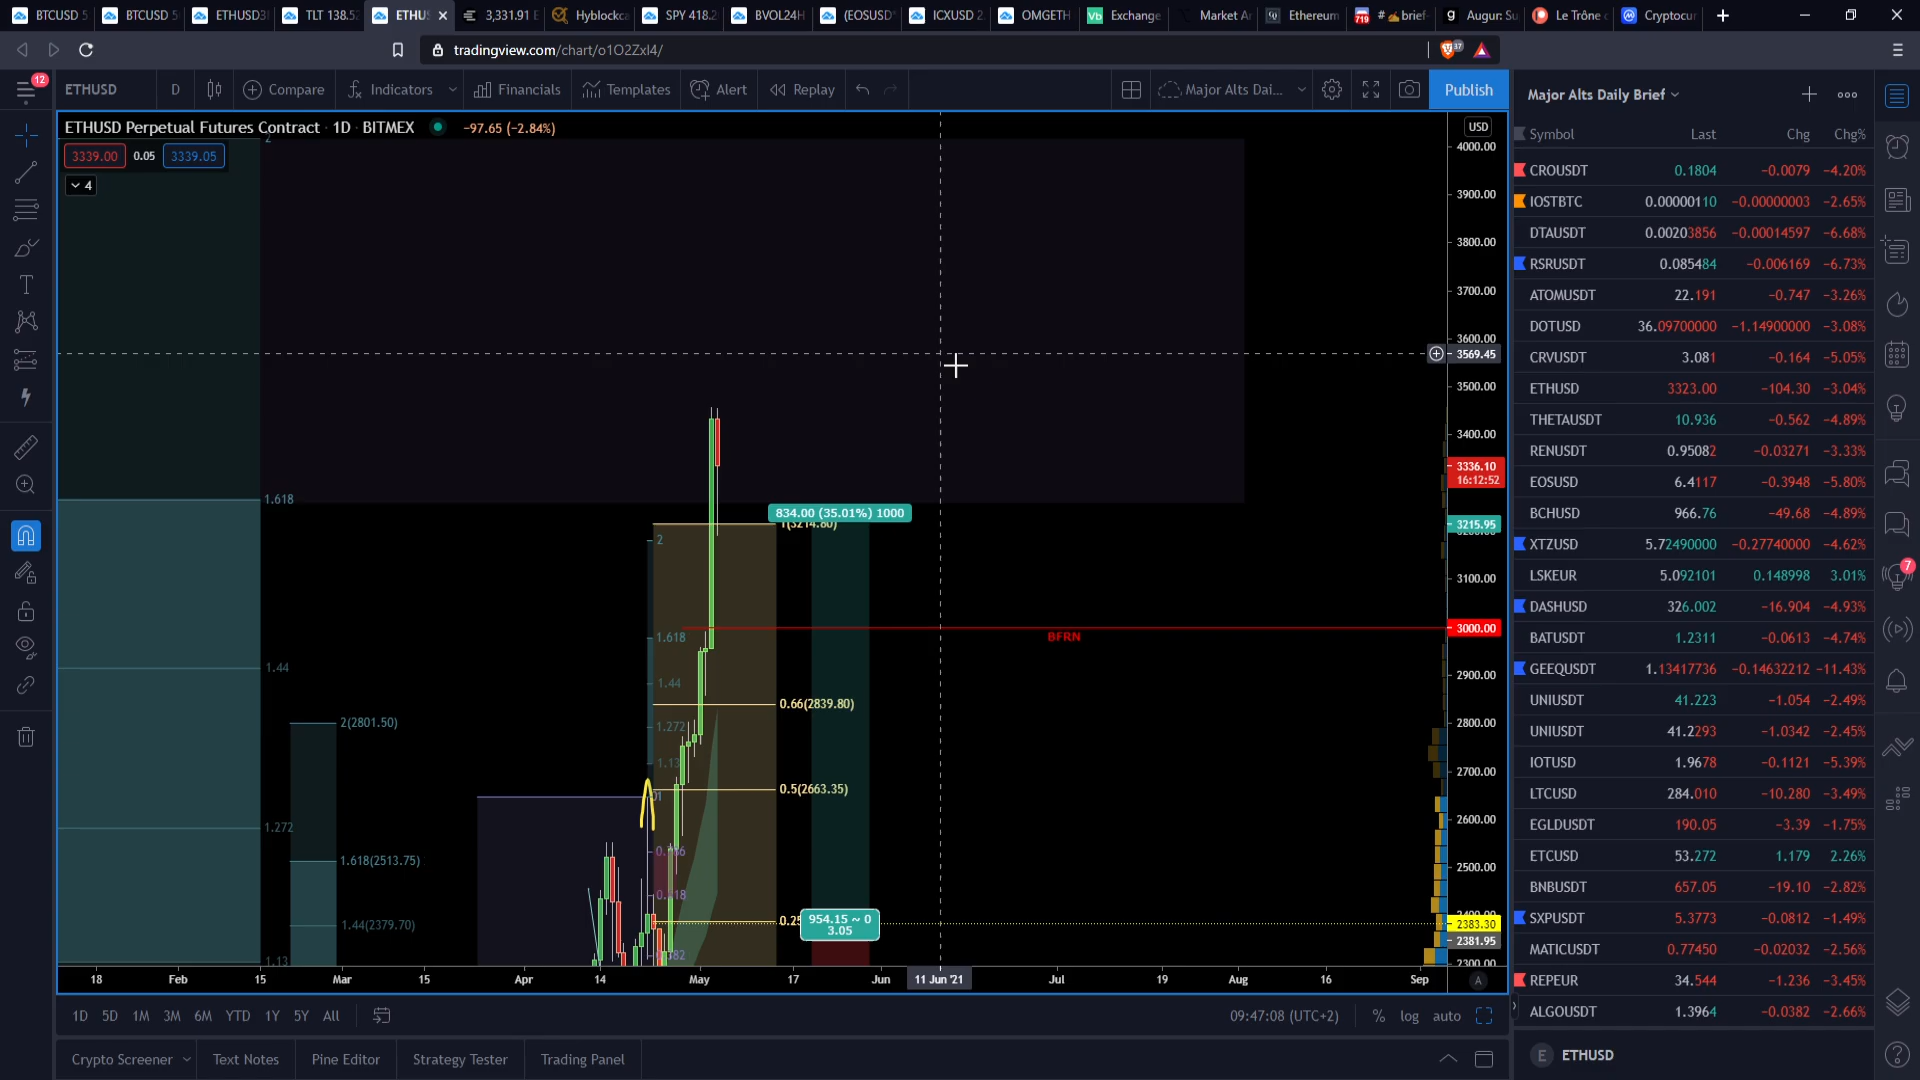 BTCUSD 5
BTCUSD 5
ETHUSD3
TLT 138.5
ETHUS
3,331.91 E
Hyblockca
SPY 418.2
BVOL24H
(EOSUSD
ICXUSD 2.
OMGETH
Exchange
Market Ar
Ethereum
# brief
Augur: Su
Le Trône
Cryptocur
tradingview.com/chart/o1O2ZxI4/
37
12
ETHUSD
D
Compare
Indicators
Financials
Templates
Alert
Replay
Major Alts Dai...
Publish
ETHUSD Perpetual Futures Contract · 1D · BITMEX
−97.65 (−2.84%)
3339.00
0.05
3339.05
4
USD
4000.00
3900.00
3800.00
3700.00
3600.00
3569.45
3500.00
3400.00
3336.10
16:12:52
3215.95
3100.00
3000.00
2900.00
2800.00
2700.00
2600.00
2500.00
2383.30
2381.95
2300.00
2
1.618
1.44
1.272
1.13
2(2801.50)
1.618(2513.75)
1.44(2379.70)
834.00 (35.01%) 1000
1(3214.80)
2
1.618
1.44
1.272
1.13
BFRN
0.66(2839.80)
0.5(2663.35)
954.15 ~ 0
3.05
18
Feb
15
Mar
15
Apr
14
May
17
Jun
11 Jun '21
Jul
19
Aug
16
Sep
A
1D
5D
1M
3M
6M
YTD
1Y
5Y
All
09:47:08 (UTC+2)
%
log
auto
Crypto Screener
Text Notes
Pine Editor
Strategy Tester
Trading Panel
Major Alts Daily Brief
Symbol Last Chg Chg%
CROUSDT 0.1804 −0.0079 −4.20%
IOSTBTC 0.00000110 −0.00000003 −2.65%
DTAUSDT 0.00203856 −0.00014597 −6.68%
RSRUSDT 0.085484 −0.006169 −6.73%
ATOMUSDT 22.191 −0.747 −3.26%
DOTUSD 36.09700000 −1.14900000 −3.08%
CRVUSDT 3.081 −0.164 −5.05%
ETHUSD 3323.00 −104.30 −3.04%
THETAUSDT 10.936 −0.562 −4.89%
RENUSDT 0.95082 −0.03271 −3.33%
EOSUSD 6.4117 −0.3948 −5.80%
BCHUSD 966.76 −49.68 −4.89%
XTZUSD 5.72490000 −0.27740000 −4.62%
LSKEUR 5.092101 0.148998 3.01%
DASHUSD 326.002 −16.904 −4.93%
BATUSDT 1.2311 −0.0613 −4.74%
GEEQUSDT 1.13417736 −0.14632212 −11.43%
UNIUSDT 41.223 −1.054 −2.49%
UNIUSDT 41.2293 −1.0342 −2.45%
IOTUSD 1.9678 −0.1121 −5.39%
LTCUSD 284.010 −10.280 −3.49%
EGLDUSDT 190.05 −3.39 −1.75%
ETCUSD 53.272 1.179 2.26%
BNBUSDT 657.05 −19.10 −2.82%
SXPUSDT 5.3773 −0.0812 −1.49%
MATICUSDT 0.77450 −0.02032 −2.56%
REPEUR 34.544 −1.236 −3.45%
ALGOUSDT 1.3964 −0.0382 −2.66%
E ETHUSD
7